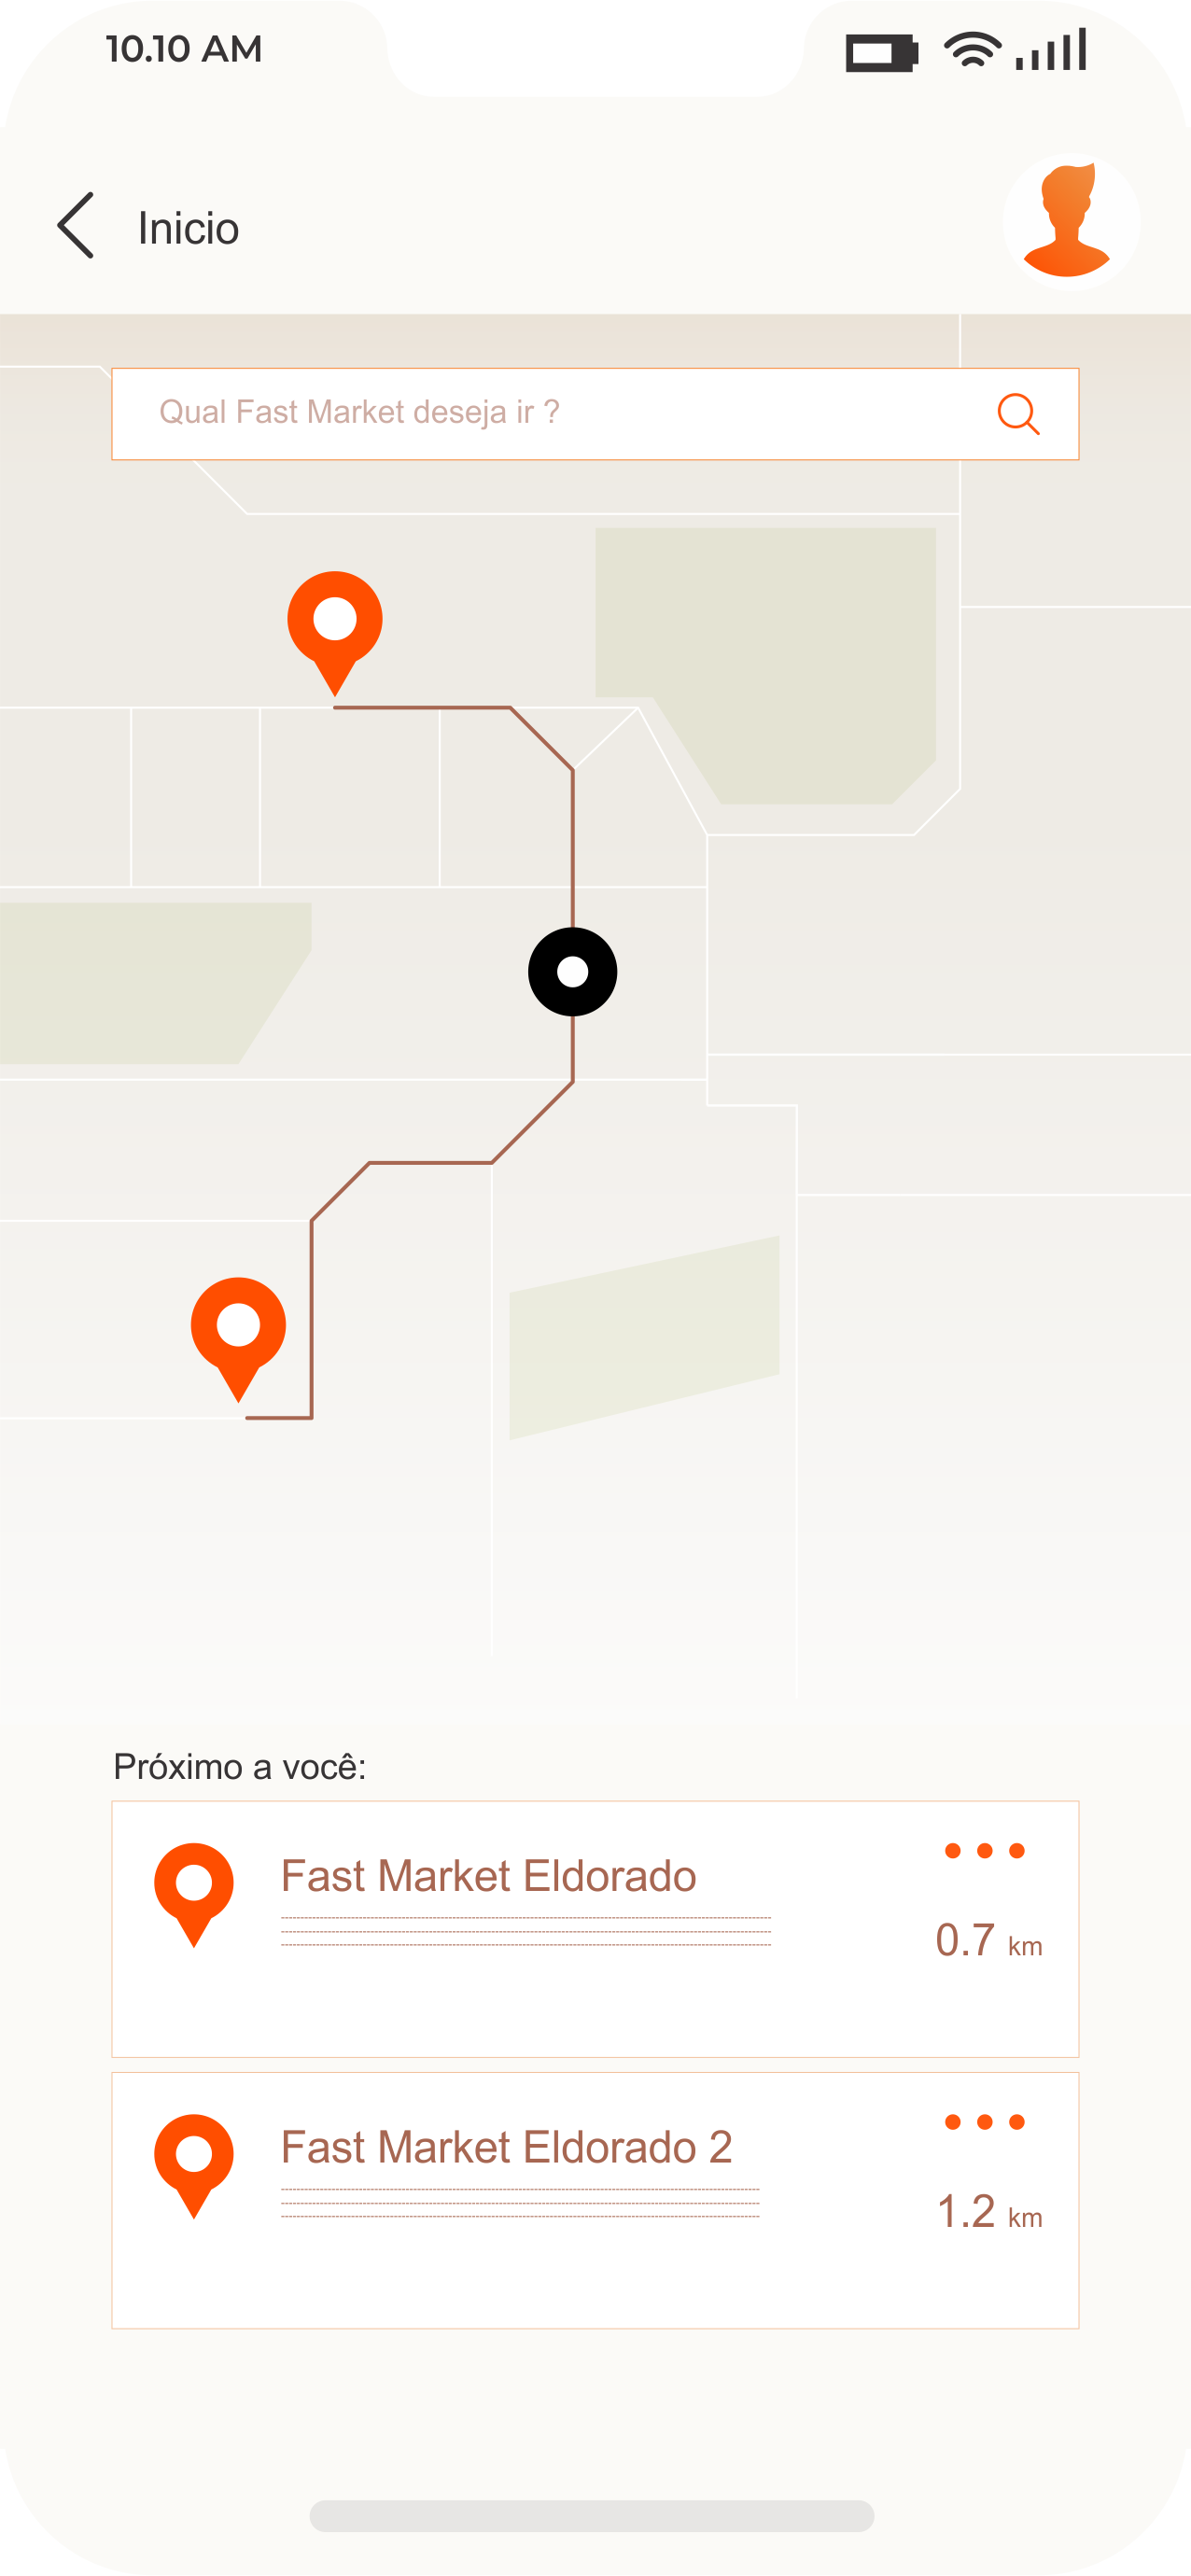 10.10 AM
Inicio
Qual Fast Market deseja ir ?
Próximo a você:
Fast Market Eldorado
0.7 km
Fast Market Eldorado 2
1.2 km